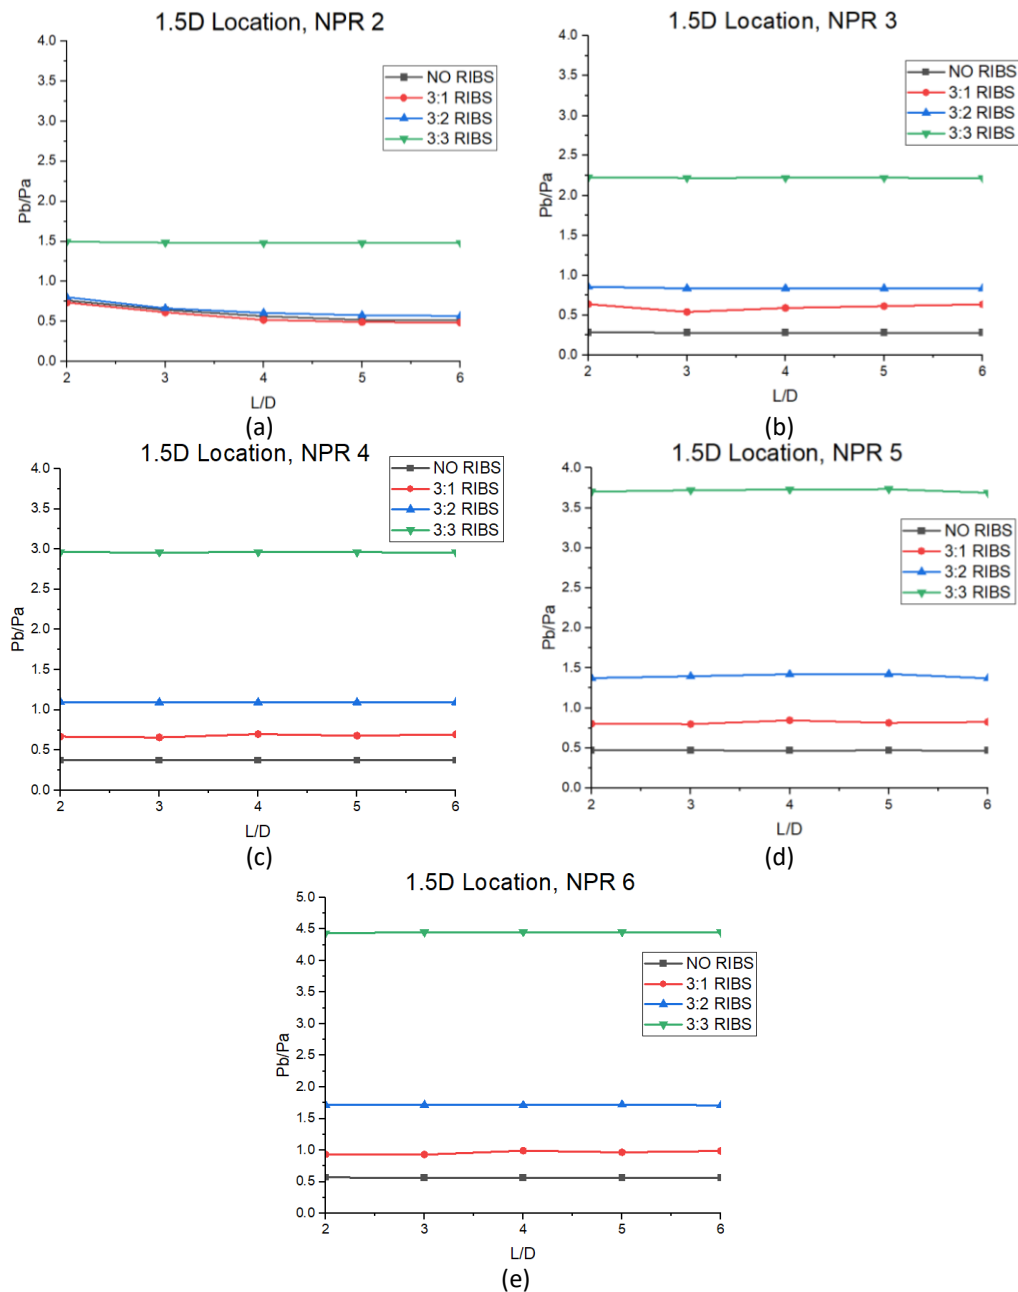 1.5D Location, NPR 2
4.0
3.5
3.0
2.5
2.0
1.5
1.0
0.5
0.0
Pb/Pa
NO RIBS
3:1 RIBS
3:2 RIBS
3:3 RIBS
2 3 4 5 6
L/D
(a)
1.5D Location, NPR 3
4.0
3.5
3.0
2.5
2.0
1.5
1.0
0.5
0.0
Pb/Pa
NO RIBS
3:1 RIBS
3:2 RIBS
3:3 RIBS
2 3 4 5 6
L/D
(b)
1.5D Location, NPR 4
4.0
3.5
3.0
2.5
2.0
1.5
1.0
0.5
0.0
Pb/Pa
NO RIBS
3:1 RIBS
3:2 RIBS
3:3 RIBS
2 3 4 5 6
L/D
(c)
1.5D Location, NPR 5
4.0
3.5
3.0
2.5
2.0
1.5
1.0
0.5
0.0
Pb/Pa
NO RIBS
3:1 RIBS
3:2 RIBS
3:3 RIBS
2 3 4 5 6
L/D
(d)
1.5D Location, NPR 6
5.0
4.5
4.0
3.5
3.0
2.5
2.0
1.5
1.0
0.5
0.0
Pb/Pa
NO RIBS
3:1 RIBS
3:2 RIBS
3:3 RIBS
2 3 4 5 6
L/D
(e)